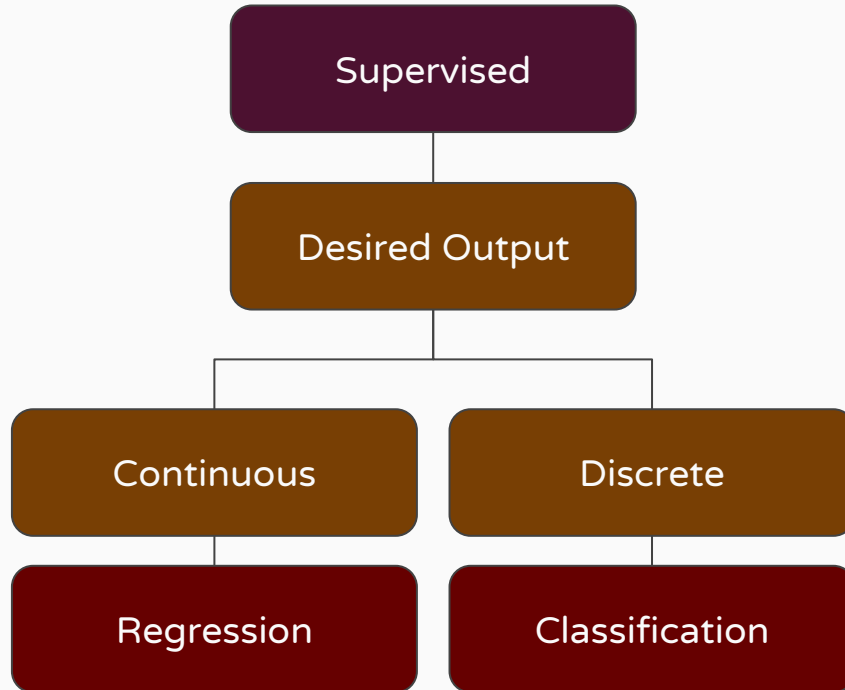 Supervised
Desired Output
Continuous
Discrete
Regression
Classification